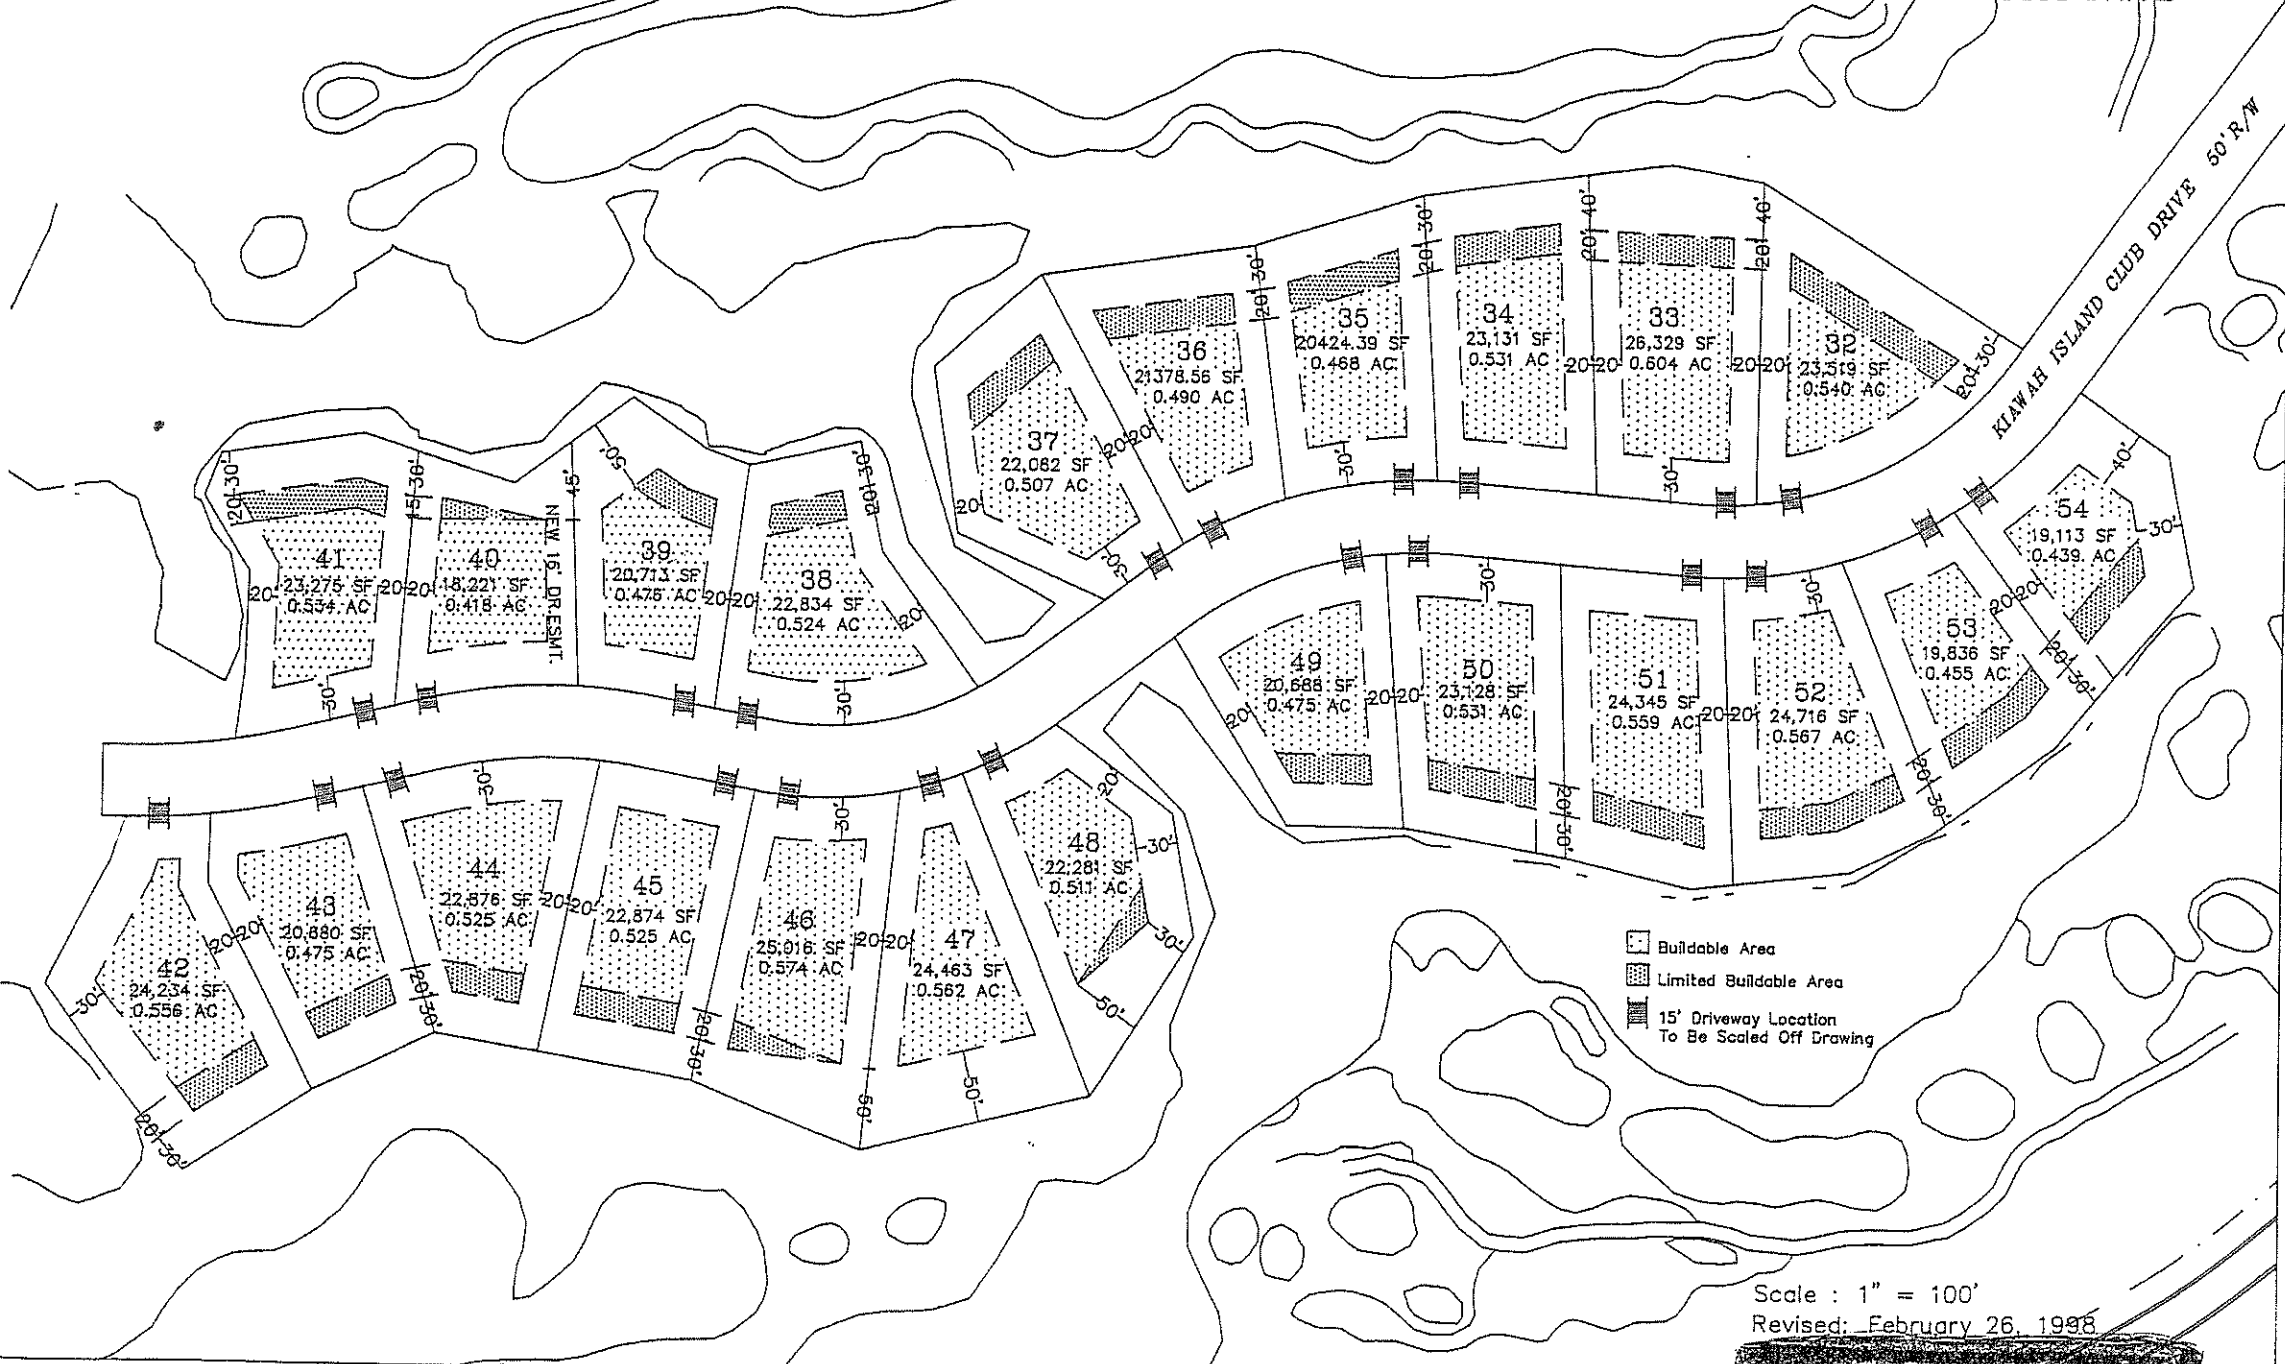 KIAWAH ISLAND CLUB DRIVE 50' R/W
32
23,519 SF
0.540 AC
33
26,329 SF
0.604 AC
34
23,131 SF
0.531 AC
35
20424.39 SF
0.468 AC
36
21378.56 SF
0.490 AC
37
22,082 SF
0.507 AC
38
22,834 SF
0.524 AC
39
20,713 SF
0.476 AC
40
18,221 SF
0.418 AC
NEW 16' DR.ESMT.
41
23,275 SF
0.534 AC
42
24,234 SF
0.556 AC
43
20,680 SF
0.475 AC
44
22,876 SF
0.525 AC
45
22,874 SF
0.525 AC
46
25,016 SF
0.574 AC
47
24,463 SF
0.562 AC
48
22,281 SF
0.511 AC
49
20,688 SF
0.475 AC
50
23,128 SF
0.531 AC
51
24,345 SF
0.559 AC
52
24,716 SF
0.567 AC
53
19,836 SF
0.455 AC
54
19,113 SF
0.439 AC
Buildable Area
Limited Buildable Area
15' Driveway Location
To Be Scaled Off Drawing
Scale : 1" = 100'
Revised: February 26, 1998